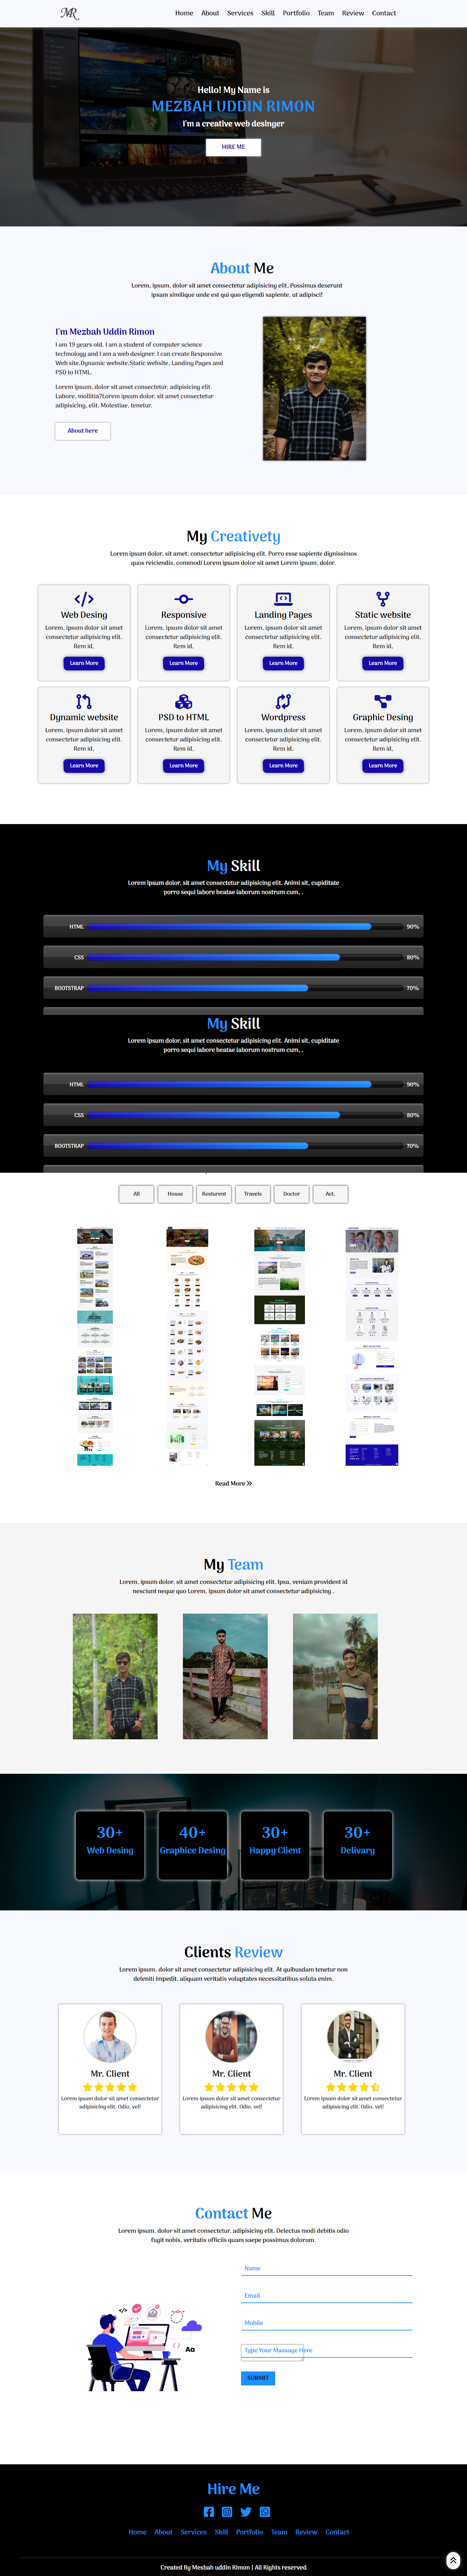 MR
Home About Services Skill Portfolio Team Review Contact
Hello! My Name is
MEZBAH UDDIN RIMON
I'm a creative web desinger
HIRE ME
About Me
Lorem, ipsum, dolor sit amet consectetur adipisicing elit. Possimus deserunt
ipsam similique unde est qui quo eligendi sapiente, ut adipisci!
I'm Mezbah Uddin Rimon
I am 19 years old. I am a student of computer science
technology and I am a web designer. I can create Responsive
Web site,Dynamic website,Static website, Landing Pages and
PSD to HTML.
Lorem ipsum, dolor sit amet consectetur, adipisicing elit.
Labore, mollitia?Lorem ipsum dolor, sit amet consectetur
adipisicing, elit. Molestiae, tenetur.
About here
My Creativety
Lorem ipsum dolor, sit amet, consectetur adipisicing elit. Porro esse sapiente dignissimos
quos reiciendis, commodi Lorem ipsum dolor sit amet Lorem ipsum, dolor.
Web Desing
Lorem, ipsum dolor sit amet
consectetur adipisicing elit.
Rem id,
Learn More
Responsive
Lorem, ipsum dolor sit amet
consectetur adipisicing elit.
Rem id,
Learn More
Landing Pages
Lorem, ipsum dolor sit amet
consectetur adipisicing elit.
Rem id,
Learn More
Static website
Lorem, ipsum dolor sit amet
consectetur adipisicing elit.
Rem id,
Learn More
Dynamic website
Lorem, ipsum dolor sit amet
consectetur adipisicing elit.
Rem id,
Learn More
PSD to HTML
Lorem, ipsum dolor sit amet
consectetur adipisicing elit.
Rem id,
Learn More
Wordpress
Lorem, ipsum dolor sit amet
consectetur adipisicing elit.
Rem id,
Learn More
Graphic Desing
Lorem, ipsum dolor sit amet
consectetur adipisicing elit.
Rem id,
Learn More
My Skill
Lorem ipsum dolor, sit amet consectetur adipisicing elit. Animi sit, cupiditate
porro sequi labore beatae laborum nostrum cum, .
HTML 90%
CSS 80%
BOOTSTRAP 70%
My Skill
Lorem ipsum dolor, sit amet consectetur adipisicing elit. Animi sit, cupiditate
porro sequi labore beatae laborum nostrum cum, .
HTML 90%
CSS 80%
BOOTSTRAP 70%
All House Resturent Travels Doctor Act.
Read More
My Team
Lorem, ipsum dolor, sit amet consectetur adipisicing elit. Ipsa, veniam provident id
nesciunt neque quo Lorem, ipsum dolor sit amet consectetur adipisicing .
30+ 40+ 30+ 30+
Web Desing Graphice Desing Happy Client Delivary
Clients Review
Lorem ipsum, dolor sit amet consectetur adipisicing elit. At quibusdam tenetur non
deleniti impedit, aliquam veritatis voluptates necessitatibus soluta enim.
Mr. Client
Lorem ipsum dolor sit amet consectetur
adipisicing elit. Odio, vel!
Mr. Client
Lorem ipsum dolor sit amet consectetur
adipisicing elit. Odio, vel!
Mr. Client
Lorem ipsum dolor sit amet consectetur
adipisicing elit. Odio, vel!
Contact Me
Lorem ipsum, dolor sit amet consectetur, adipisicing elit. Delectus modi debitis odio
fugit nobis, veritatis officiis quam saepe possimus dolorum.
Name
Email
Mobile
Type Your Massage Here
SUBMIT
Aa
Hire Me
Home About Services Skill Portfolio Team Review Contact
Created By Mesbah uddin Rimon | All Rights reserved